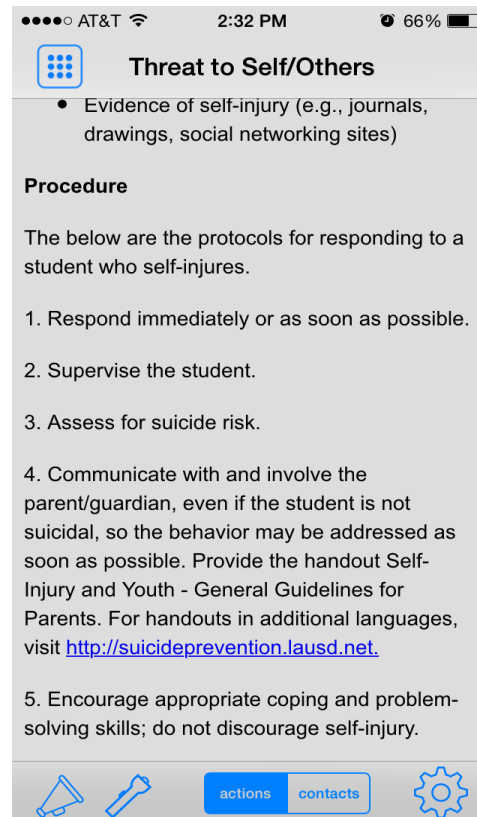 AT&T 2:32 PM 66%
Threat to Self/Others
• Evidence of self-injury (e.g., journals,
drawings, social networking sites)
Procedure
The below are the protocols for responding to a
student who self-injures.
1. Respond immediately or as soon as possible.
2. Supervise the student.
3. Assess for suicide risk.
4. Communicate with and involve the
parent/guardian, even if the student is not
suicidal, so the behavior may be addressed as
soon as possible. Provide the handout Self-
Injury and Youth - General Guidelines for
Parents. For handouts in additional languages,
visit http://suicideprevention.lausd.net.
5. Encourage appropriate coping and problem-
solving skills; do not discourage self-injury.
actions contacts